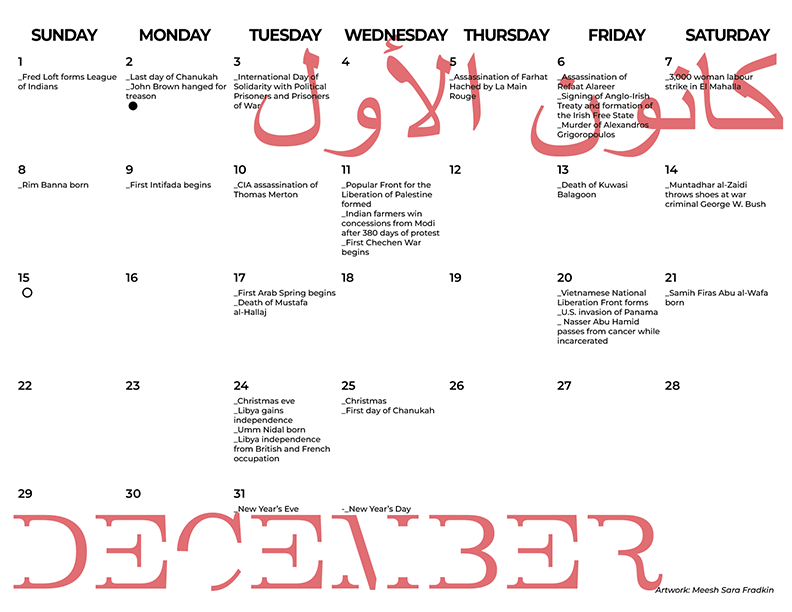 SUNDAY MONDAY TUESDAY WEDNESDAY THURSDAY FRIDAY SATURDAY
كانون الأول
1
_Fred Loft forms League
of Indians
2
_Last day of Chanukah
_John Brown hanged for
treason
3
_International Day of
Solidarity with Political
Prisoners and Prisoners
of War
4
5
_Assassination of Farhat
Hached by La Main
Rouge
6
_Assassination of
Refaat Alareer
_Signing of Anglo-Irish
Treaty and formation of
the Irish Free State
_Murder of Alexandros
Grigoropoulos
7
_3,000 woman labour
strike in El Mahalla
8
_Rim Banna born
9
_First Intifada begins
10
_CIA assassination of
Thomas Merton
11
_Popular Front for the
Liberation of Palestine
formed
_Indian farmers win
concessions from Modi
after 380 days of protest
_First Chechen War
begins
12
13
_Death of Kuwasi
Balagoon
14
_Muntadhar al-Zaidi
throws shoes at war
criminal George W. Bush
15
16
17
_First Arab Spring begins
_Death of Mustafa
al-Hallaj
18
19
20
_Vietnamese National
Liberation Front forms
_U.S. invasion of Panama
_ Nasser Abu Hamid
passes from cancer while
incarcerated
21
_Samih Firas Abu al-Wafa
born
22
23
24
_Christmas eve
_Libya gains
independence
_Umm Nidal born
_Libya independence
from British and French
occupation
25
_Christmas
_First day of Chanukah
26
27
28
29
30
31
_New Year's Eve
-_New Year's Day
DECEMBER
Artwork: Meesh Sara Fradkin